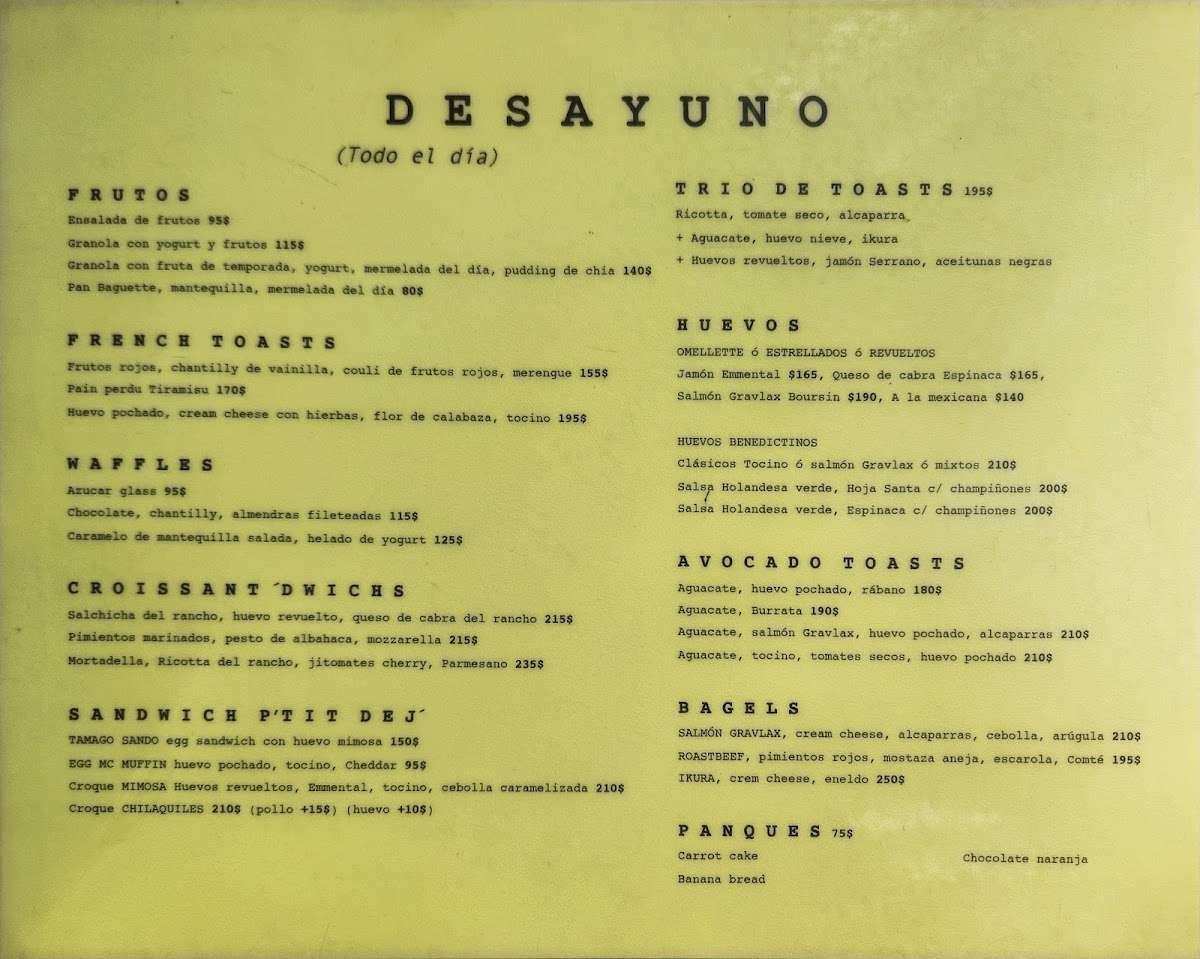 DESAYUNO
(Todo el día)
FRUTOS
Ensalada de frutos 95$
Granola con yogurt y frutos 115$
Granola con fruta de temporada, yogurt, mermelada del día, pudding de chia 140$
Pan Baguette, mantequilla, mermelada del día 80$
FRENCH TOASTS
Frutos rojos, chantilly de vainilla, couli de frutos rojos, merengue 155$
Pain perdu Tiramisu 170$
Huevo pochado, cream cheese con hierbas, flor de calabaza, tocino 195$
WAFFLES
Azucar glass 95$
Chocolate, chantilly, almendras fileteadas 115$
Caramelo de mantequilla salada, helado de yogurt 125$
CROISSANT ´DWICHS
Salchicha del rancho, huevo revuelto, queso de cabra del rancho 215$
Pimientos marinados, pesto de albahaca, mozzarella 215$
Mortadella, Ricotta del rancho, jitomates cherry, Parmesano 235$
SANDWICH P'TIT DEJ´
TAMAGO SANDO egg sandwich con huevo mimosa 150$
EGG MC MUFFIN huevo pochado, tocino, Cheddar 95$
Croque MIMOSA Huevos revueltos, Emmental, tocino, cebolla caramelizada 210$
Croque CHILAQUILES 210$ (pollo +15$) (huevo +10$)
TRIO DE TOASTS 195$
Ricotta, tomate seco, alcaparra
+ Aguacate, huevo nieve, ikura
+ Huevos revueltos, jamón Serrano, aceitunas negras
HUEVOS
OMELLETTE ó ESTRELLADOS ó REVUELTOS
Jamón Emmental $165, Queso de cabra Espinaca $165,
Salmón Gravlax Boursin $190, A la mexicana $140
HUEVOS BENEDICTINOS
Clásicos Tocino ó salmón Gravlax ó mixtos 210$
Salsa Holandesa verde, Hoja Santa c/ champiñones 200$
Salsa Holandesa verde, Espinaca c/ champiñones 200$
AVOCADO TOASTS
Aguacate, huevo pochado, rábano 180$
Aguacate, Burrata 190$
Aguacate, salmón Gravlax, huevo pochado, alcaparras 210$
Aguacate, tocino, tomates secos, huevo pochado 210$
BAGELS
SALMÓN GRAVLAX, cream cheese, alcaparras, cebolla, arúgula 210$
ROASTBEEF, pimientos rojos, mostaza aneja, escarola, Comté 195$
IKURA, crem cheese, eneldo 250$
PANQUES 75$
Carrot cake Chocolate naranja
Banana bread